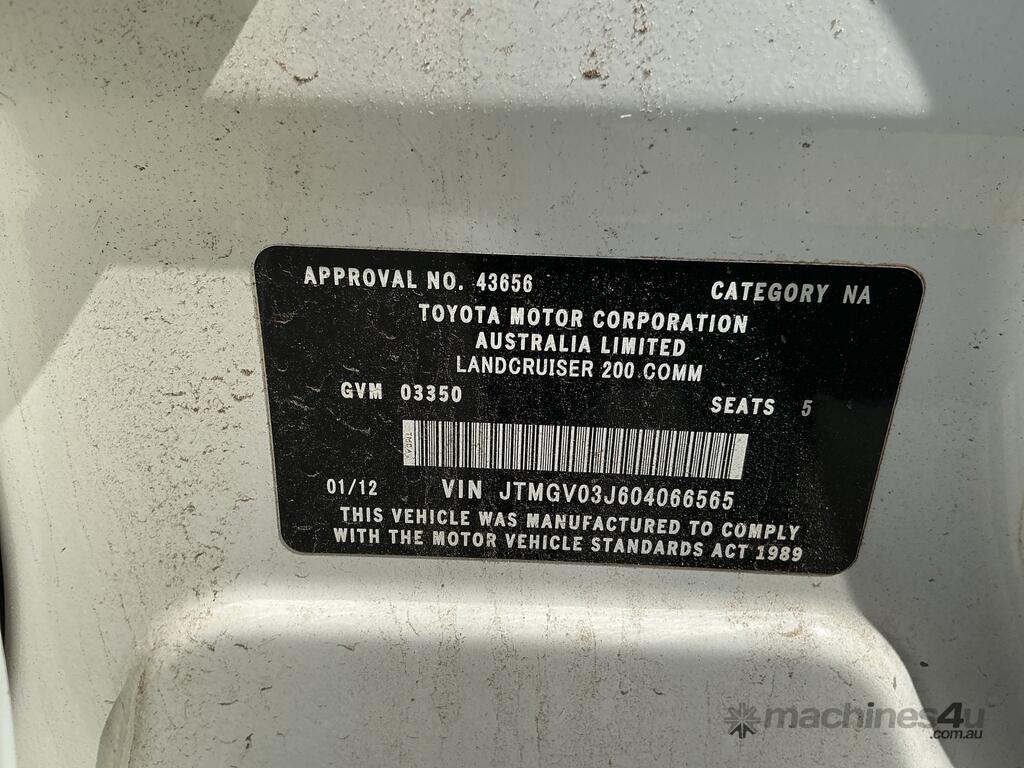 APPROVAL NO. 43656 CATEGORY NA
TOYOTA MOTOR CORPORATION
AUSTRALIA LIMITED
LANDCRUISER 200 COMM
GVM 03350 SEATS 5
01/12 VIN JTMGV03J604066565
THIS VEHICLE WAS MANUFACTURED TO COMPLY
WITH THE MOTOR VEHICLE STANDARDS ACT 1989
machines4u
.com.au